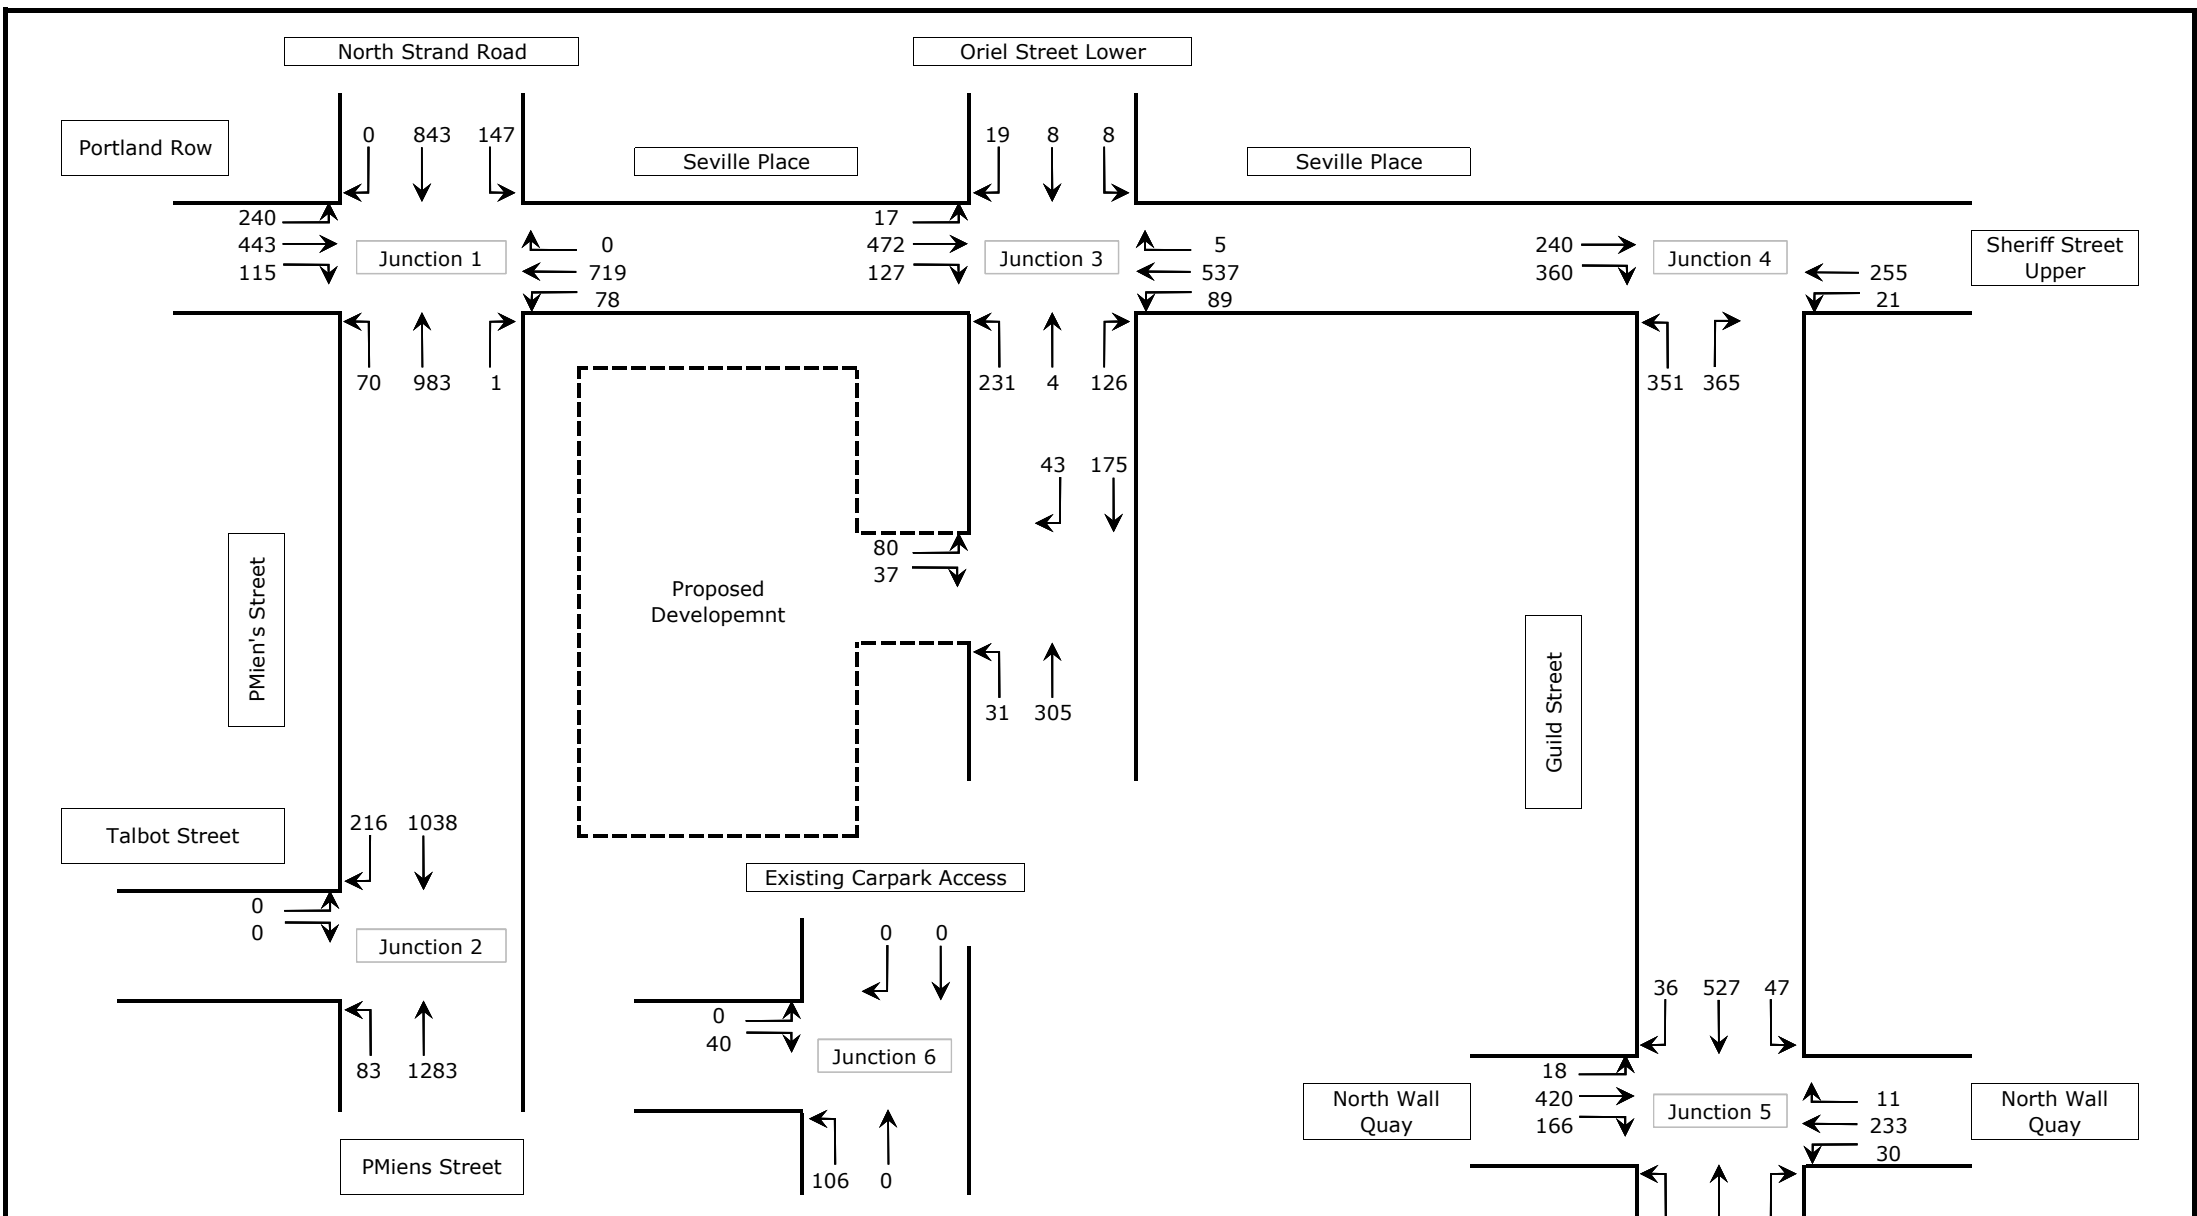 North Strand Road
Oriel Street Lower
Portland Row
0 843 147
Seville Place
19 8 8
Seville Place
240
443
115
Junction 1
0
719
78
17
472
127
Junction 3
5
537
89
240
360
Junction 4
255
21
Sheriff Street
Upper
70 983 1
231 4 126
351 365
43 175
80
37
Proposed
Developemnt
31 305
PMien's Street
Guild Street
Talbot Street
216 1038
0
0
Junction 2
83 1283
PMiens Street
Existing Carpark Access
0 0
0
40
Junction 6
106 0
36 527 47
North Wall
Quay
18
420
166
Junction 5
11
233
30
North Wall
Quay